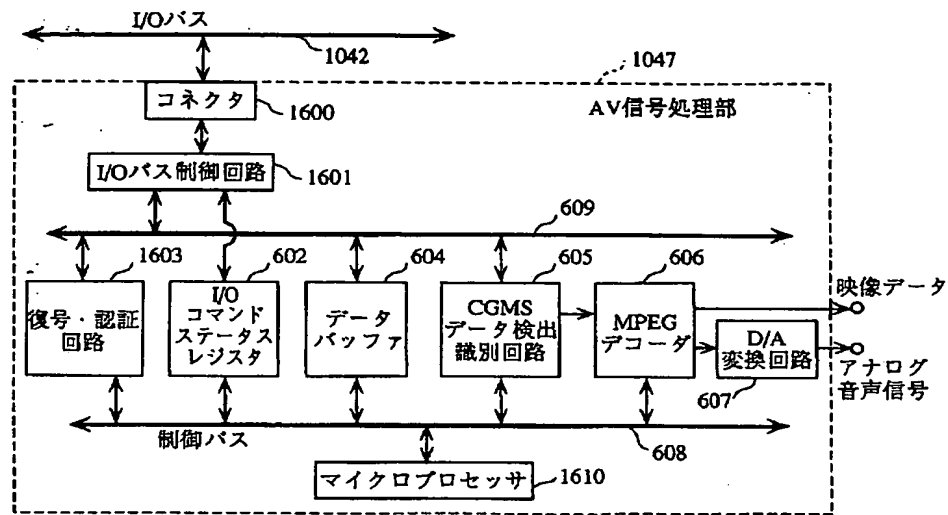 I/Oバス
1042
1047
コネクタ
1600
AV信号処理部
I/Oバス制御回路
1601
609
1603
602
604
605
606
復号・認証
回路
I/O
コマンド
ステータス
レジスタ
データ
バッファ
CGMS
データ検出
識別回路
MPEG
デコーダ
映像データ
D/A
変換回路
アナログ
音声信号
607
制御バス
608
マイクロプロセッサ
1610